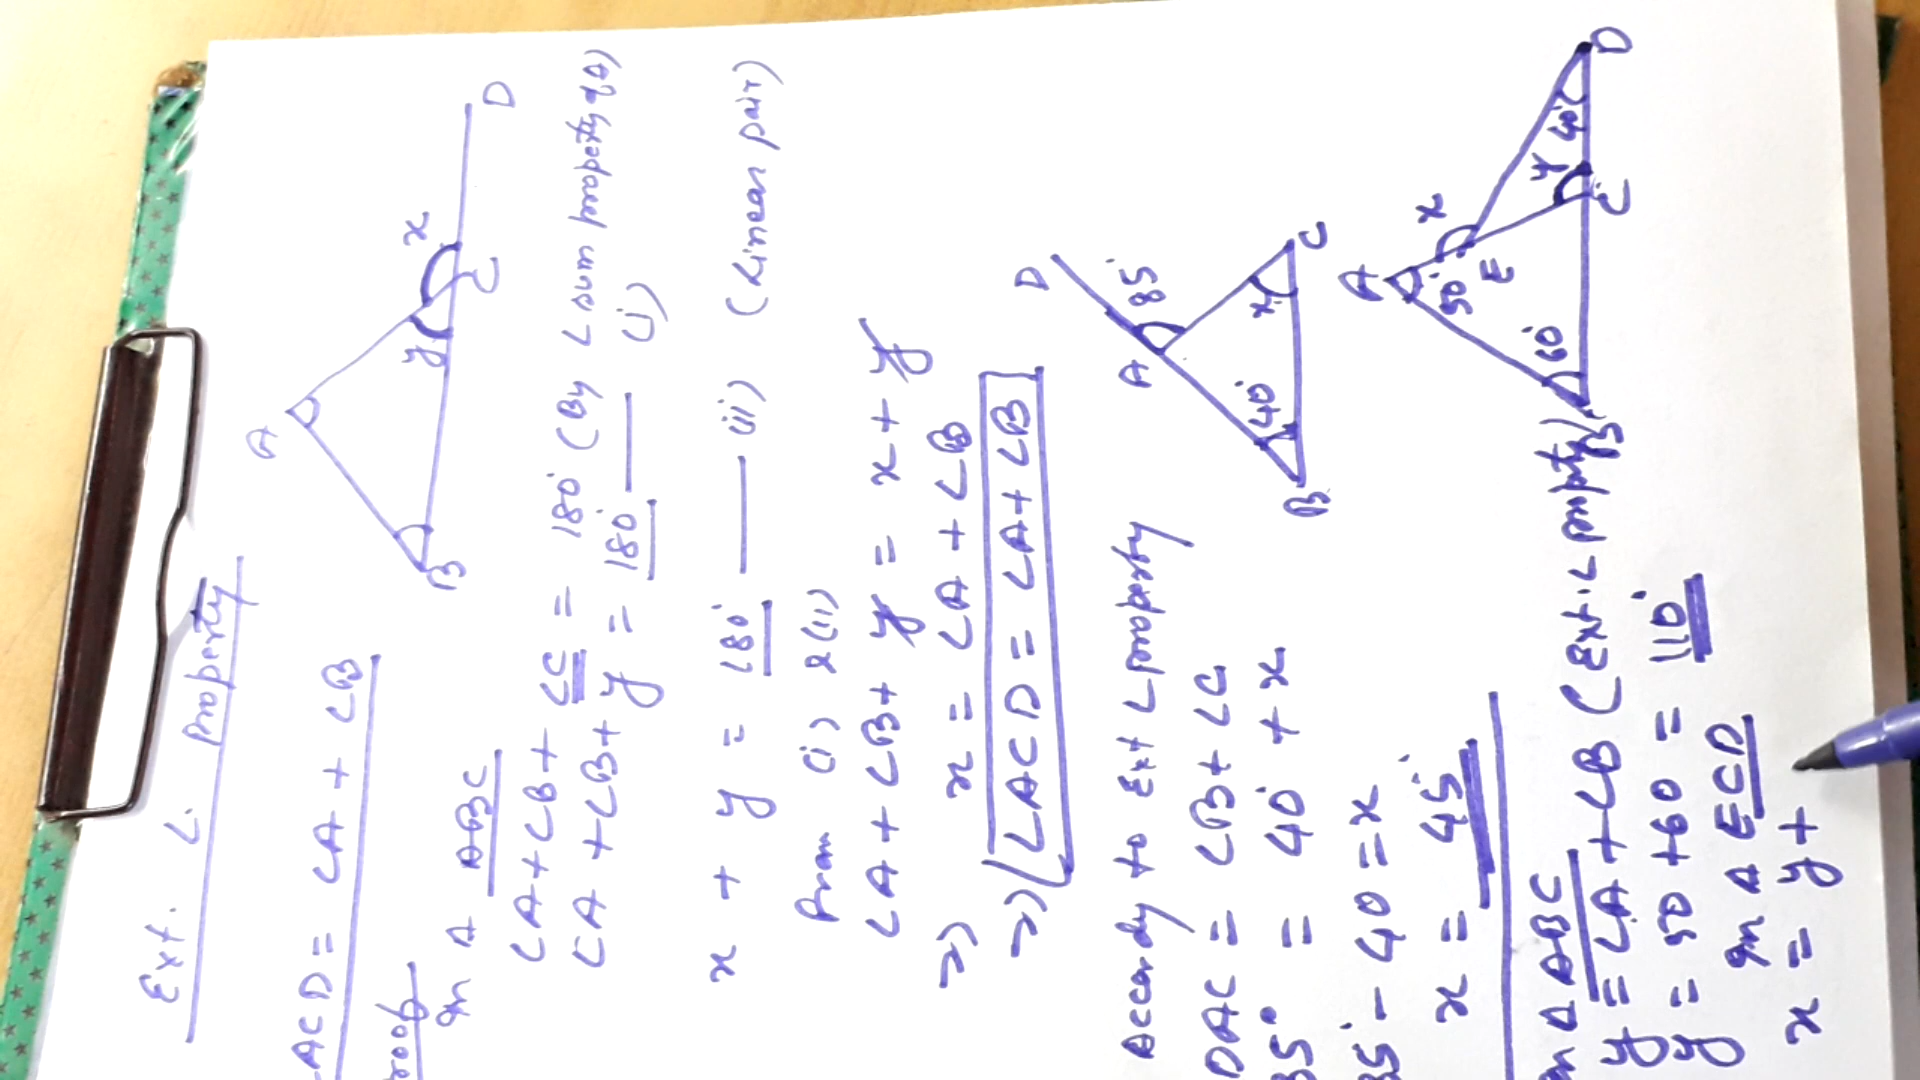 Ext. ∠. Property
ACD = ∠A + ∠B
A
B
C
D
x
y
In Δ ABC
∠A+∠B+∠C = 180° (By ∠ sum property of Δ)
∠A+∠B+y = 180° (i)
x + y = 180° (ii) (Linear pair)
From (i) & (ii)
∠A+∠B+y = x+y
=> x = ∠A+∠B
=> ∠ACD = ∠A+∠B
According to Ext ∠ property
DAC = ∠B+∠C
85° = 40° + x
85° - 40 = x
x = 45°
D
A
85°
40°
x
B
C
In Δ ABC
y = ∠A+∠B (Ext. ∠ property)
y = 50+60 = 110°
In Δ ECD
x = y +
A
50°
x
E
60°
y
40°
B
C
D